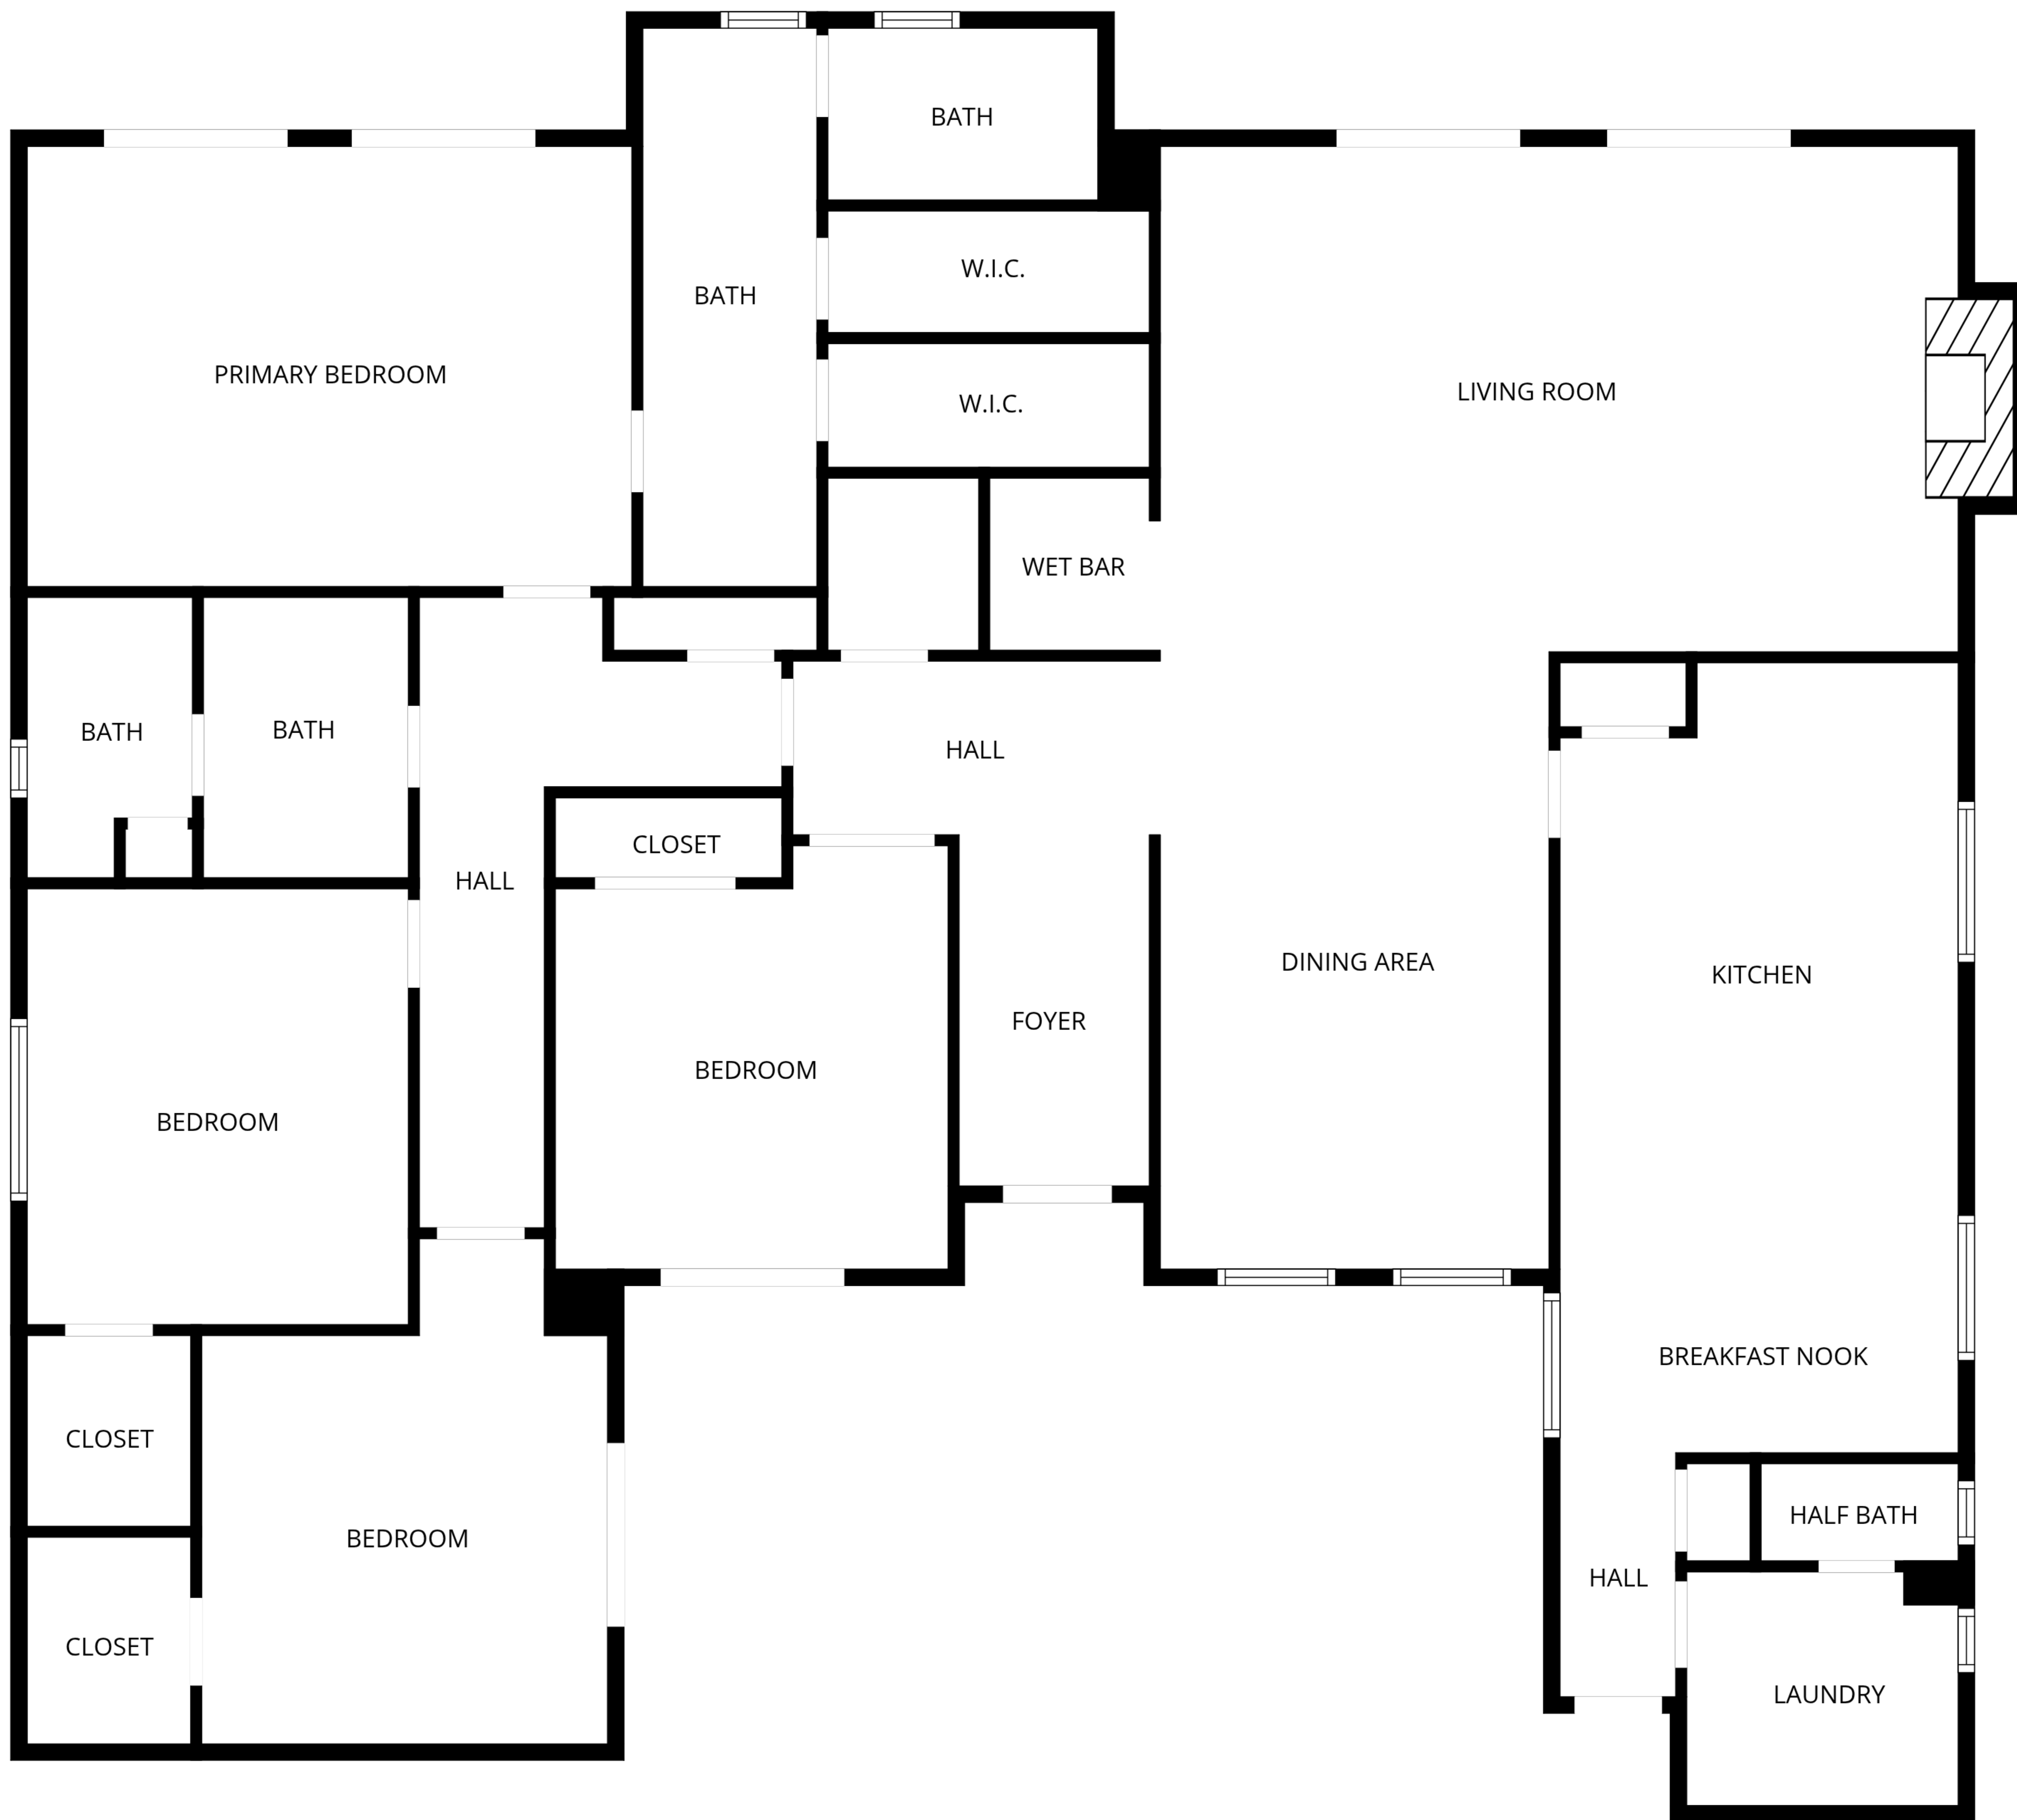 BATH
W.I.C.
BATH
PRIMARY BEDROOM
LIVING ROOM
W.I.C.
WET BAR
BATH
BATH
HALL
CLOSET
HALL
DINING AREA
KITCHEN
FOYER
BEDROOM
BEDROOM
BREAKFAST NOOK
CLOSET
HALF BATH
BEDROOM
HALL
CLOSET
LAUNDRY